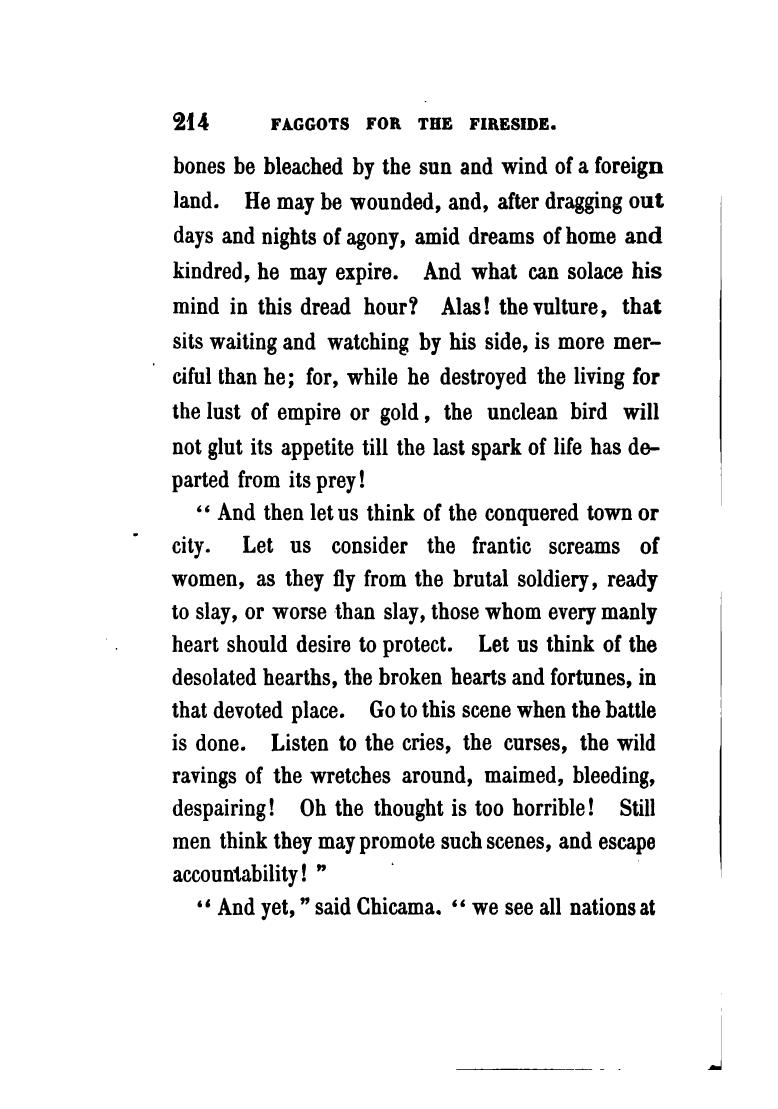 214 FAGGOTS FOR THE FIRESIDE.
bones be bleached by the sun and wind of a foreign
land. He may be wounded, and, after dragging out
days and nights of agony, amid dreams of home and
kindred, he may expire. And what can solace his
mind in this dread hour? Alas! the vulture, that
sits waiting and watching by his side, is more mer-
ciful than he; for, while he destroyed the living for
the lust of empire or gold, the unclean bird will
not glut its appetite till the last spark of life has de-
parted from its prey!
“ And then let us think of the conquered town or
city. Let us consider the frantic screams of
women, as they fly from the brutal soldiery, ready
to slay, or worse than slay, those whom every manly
heart should desire to protect. Let us think of the
desolated hearths, the broken hearts and fortunes, in
that devoted place. Go to this scene when the battle
is done. Listen to the cries, the curses, the wild
ravings of the wretches around, maimed, bleeding,
despairing! Oh the thought is too horrible! Still
men think they may promote such scenes, and escape
accountability! ”
“ And yet, ” said Chicama. “ we see all nations at